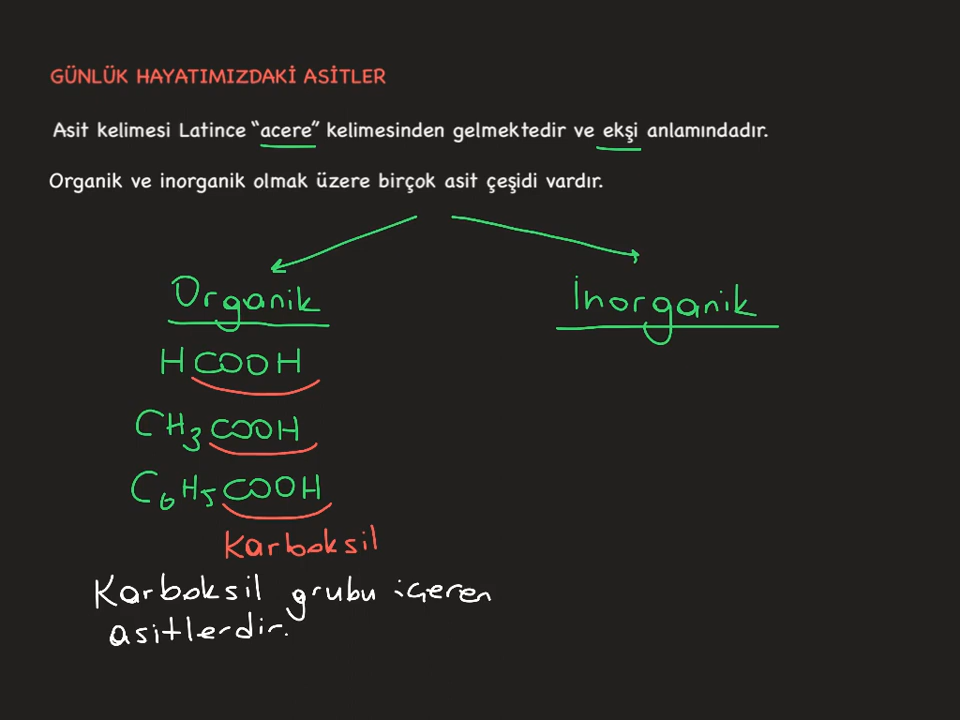 GÜNLÜK HAYATIMIZDAKİ ASİTLER
Asit kelimesi Latince “acere” kelimesinden gelmektedir ve ekşi anlamındadır.
Organik ve inorganik olmak üzere birçok asit çeşidi vardır.
Organik
İnorganik
HCOOH
CH3COOH
C6H5COOH
Karboksil
Karboksil grubu içeren
asitlerdir.